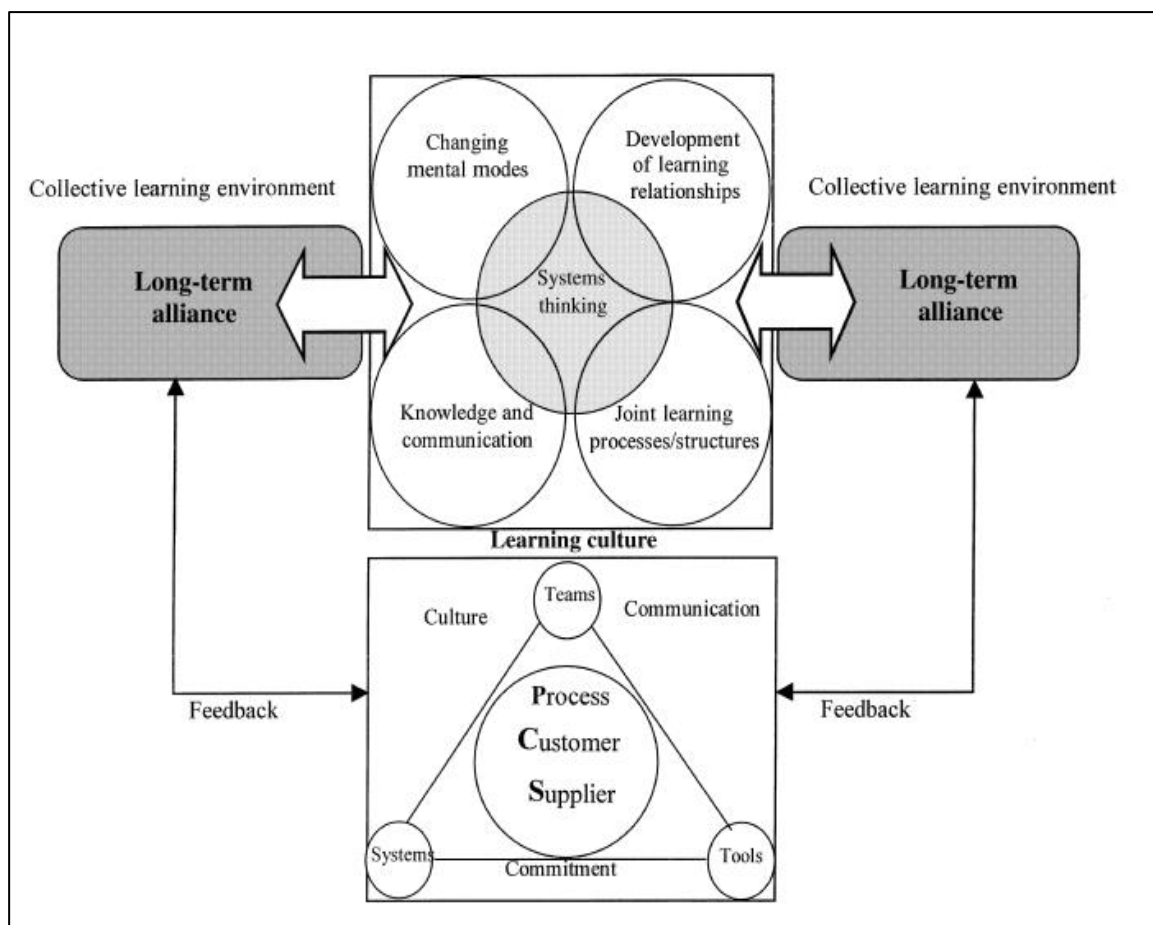 Changing
mental modes
Development
of learning
relationships
Collective learning environment
Collective learning environment
Long-term
alliance
Systems
thinking
Long-term
alliance
Knowledge and
communication
Joint learning
processes/structures
Learning culture
Teams
Culture
Communication
Process
Customer
Supplier
Feedback
Feedback
Systems
Commitment
Tools